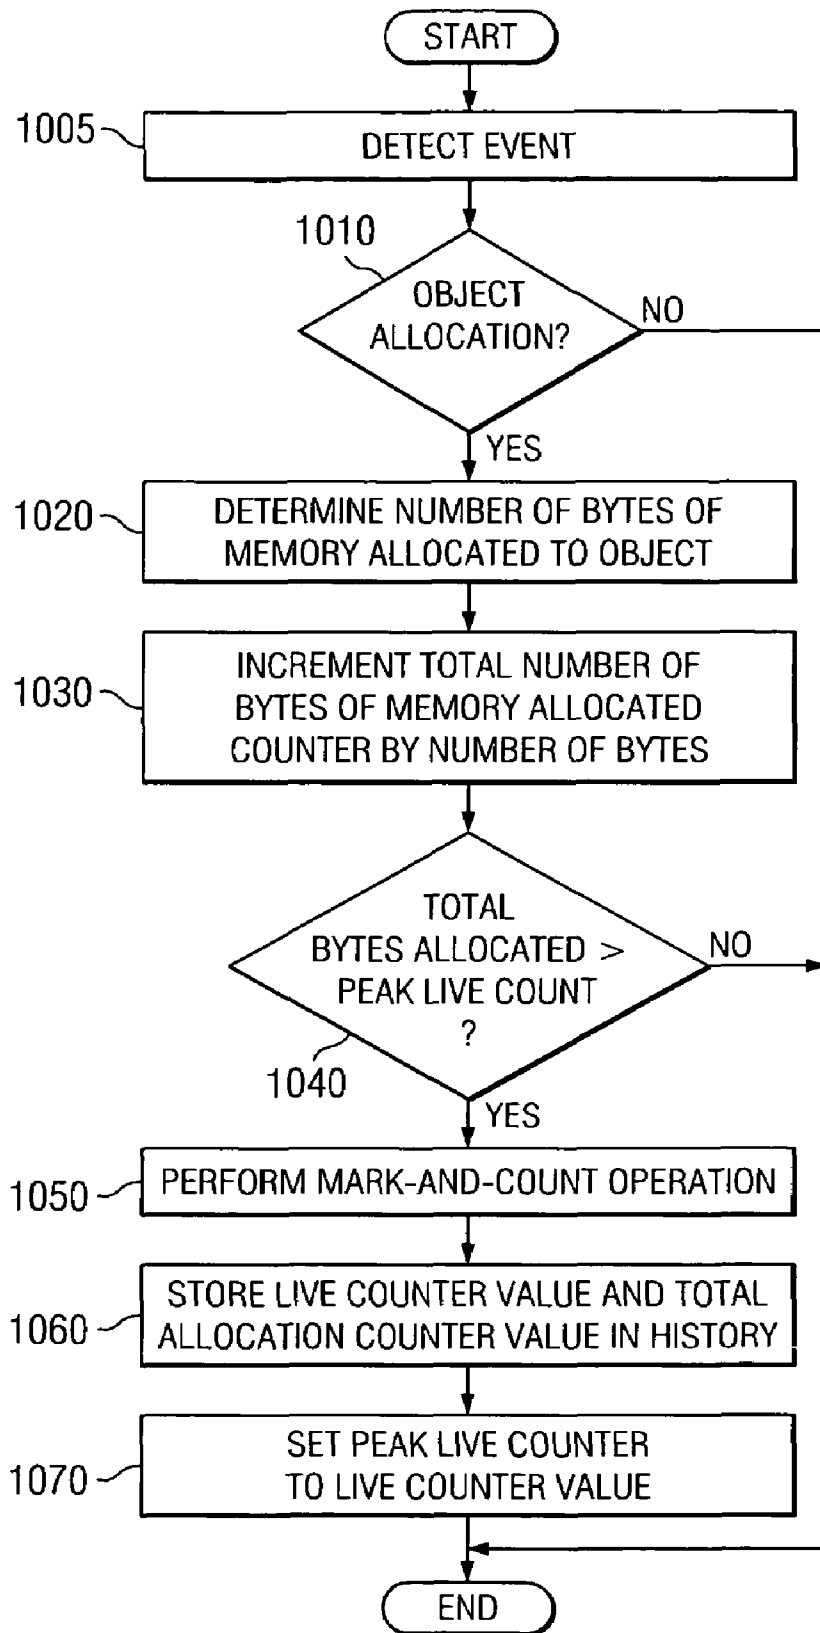 START
1005
DETECT EVENT
1010
OBJECT
ALLOCATION?
NO
YES
1020
DETERMINE NUMBER OF BYTES OF
MEMORY ALLOCATED TO OBJECT
1030
INCREMENT TOTAL NUMBER OF
BYTES OF MEMORY ALLOCATED
COUNTER BY NUMBER OF BYTES
TOTAL
BYTES ALLOCATED >
PEAK LIVE COUNT
?
NO
1040
YES
1050
PERFORM MARK-AND-COUNT OPERATION
1060
STORE LIVE COUNTER VALUE AND TOTAL
ALLOCATION COUNTER VALUE IN HISTORY
1070
SET PEAK LIVE COUNTER
TO LIVE COUNTER VALUE
END